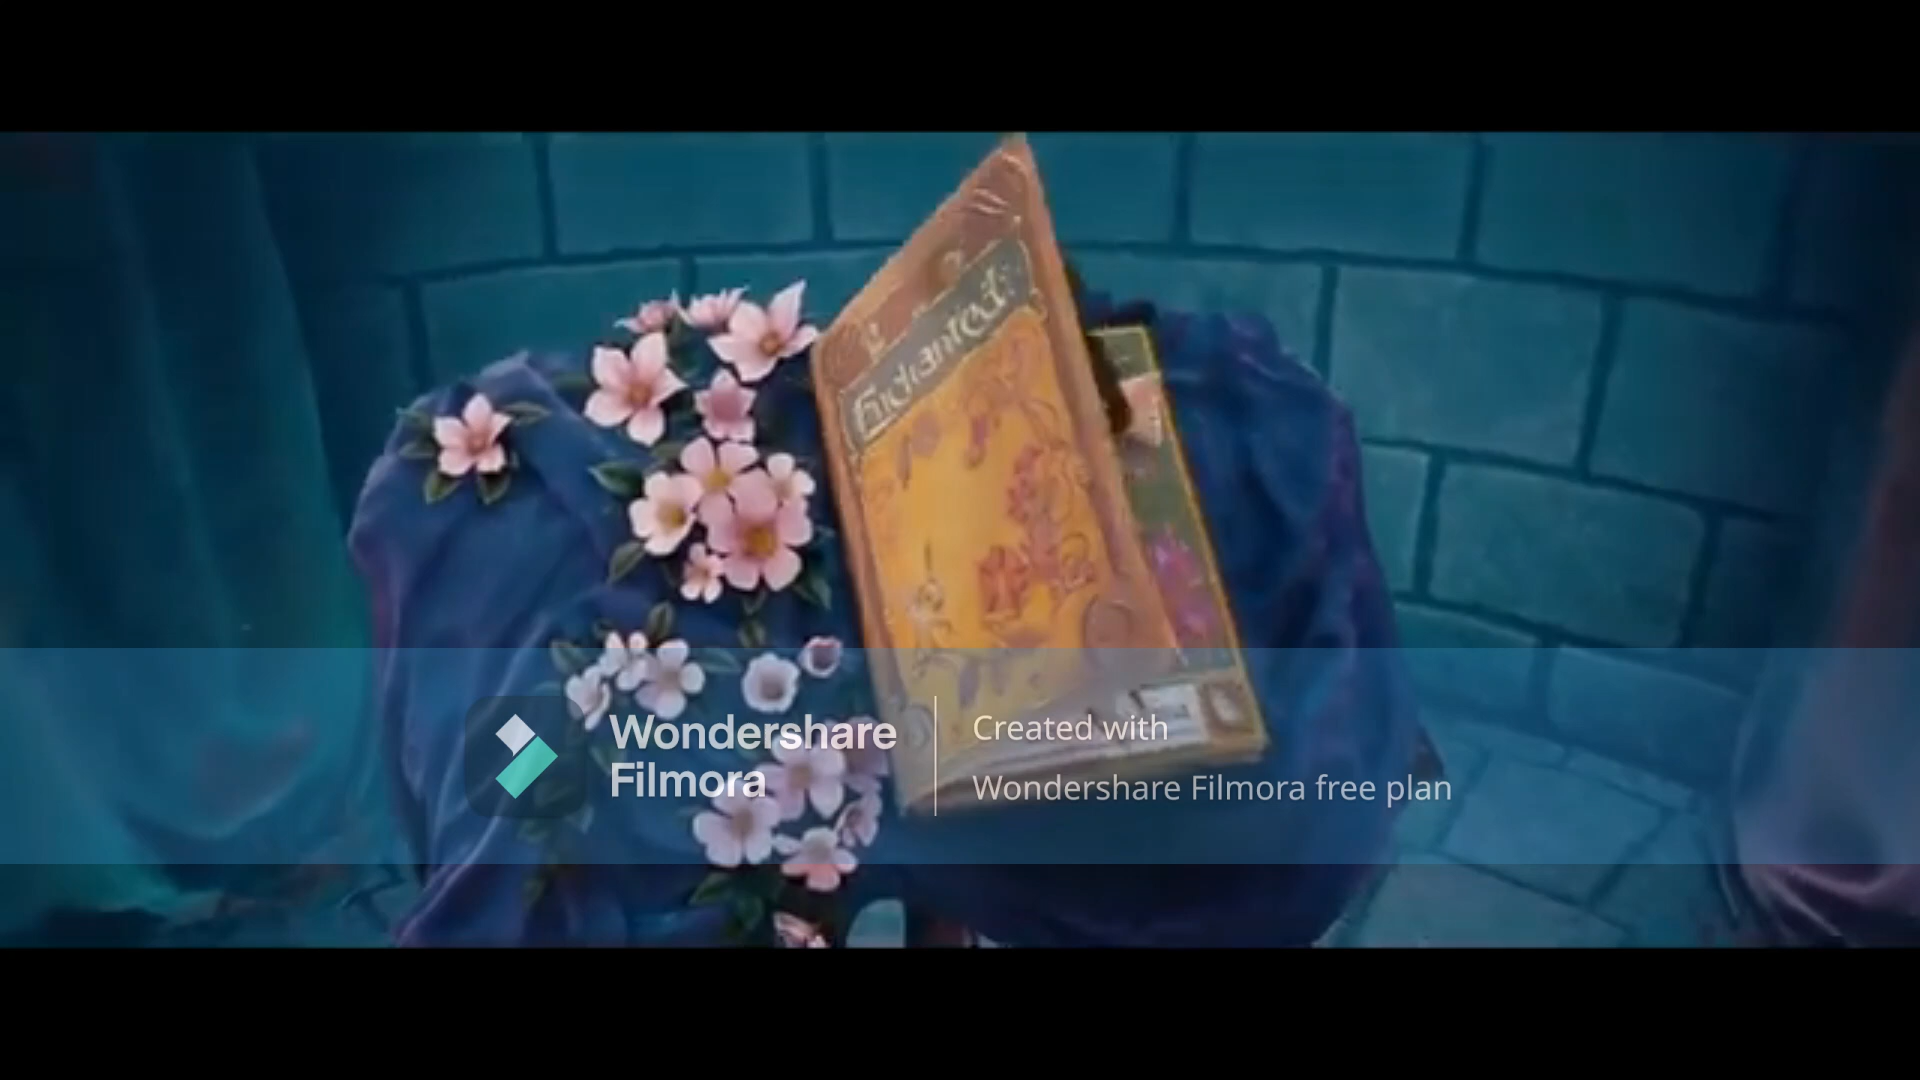 Enchanted
Wondershare
Filmora
Created with
Wondershare Filmora free plan